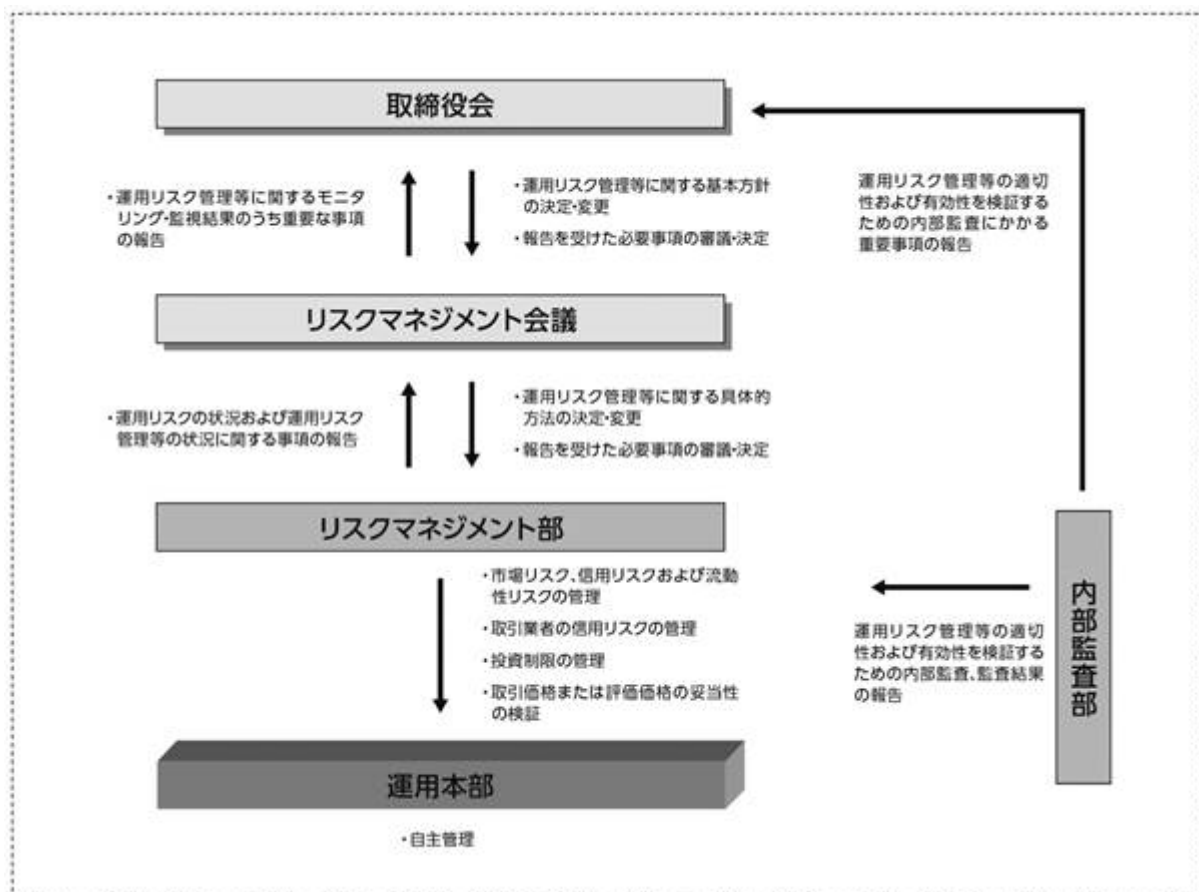 取締役会
・運用リスク管理等に関するモニタ
リング・監視結果のうち重要な事項
の報告
・運用リスク管理等に関する基本方針
の決定・変更
・報告を受けた必要事項の審議・決定
運用リスク管理等の適切
性および有効性を検証する
ための内部監査にかかる
重要事項の報告
リスクマネジメント会議
・運用リスクの状況および運用リスク
管理等の状況に関する事項の報告
・運用リスク管理等に関する具体的
方法の決定・変更
・報告を受けた必要事項の審議・決定
リスクマネジメント部
・市場リスク、信用リスクおよび流動
性リスクの管理
・取引業者の信用リスクの管理
・投資制限の管理
・取引価格または評価価格の妥当性
の検証
運用リスク管理等の適切
性および有効性を検証する
ための内部監査、監査結果
の報告
内部監査部
運用本部
・自主管理